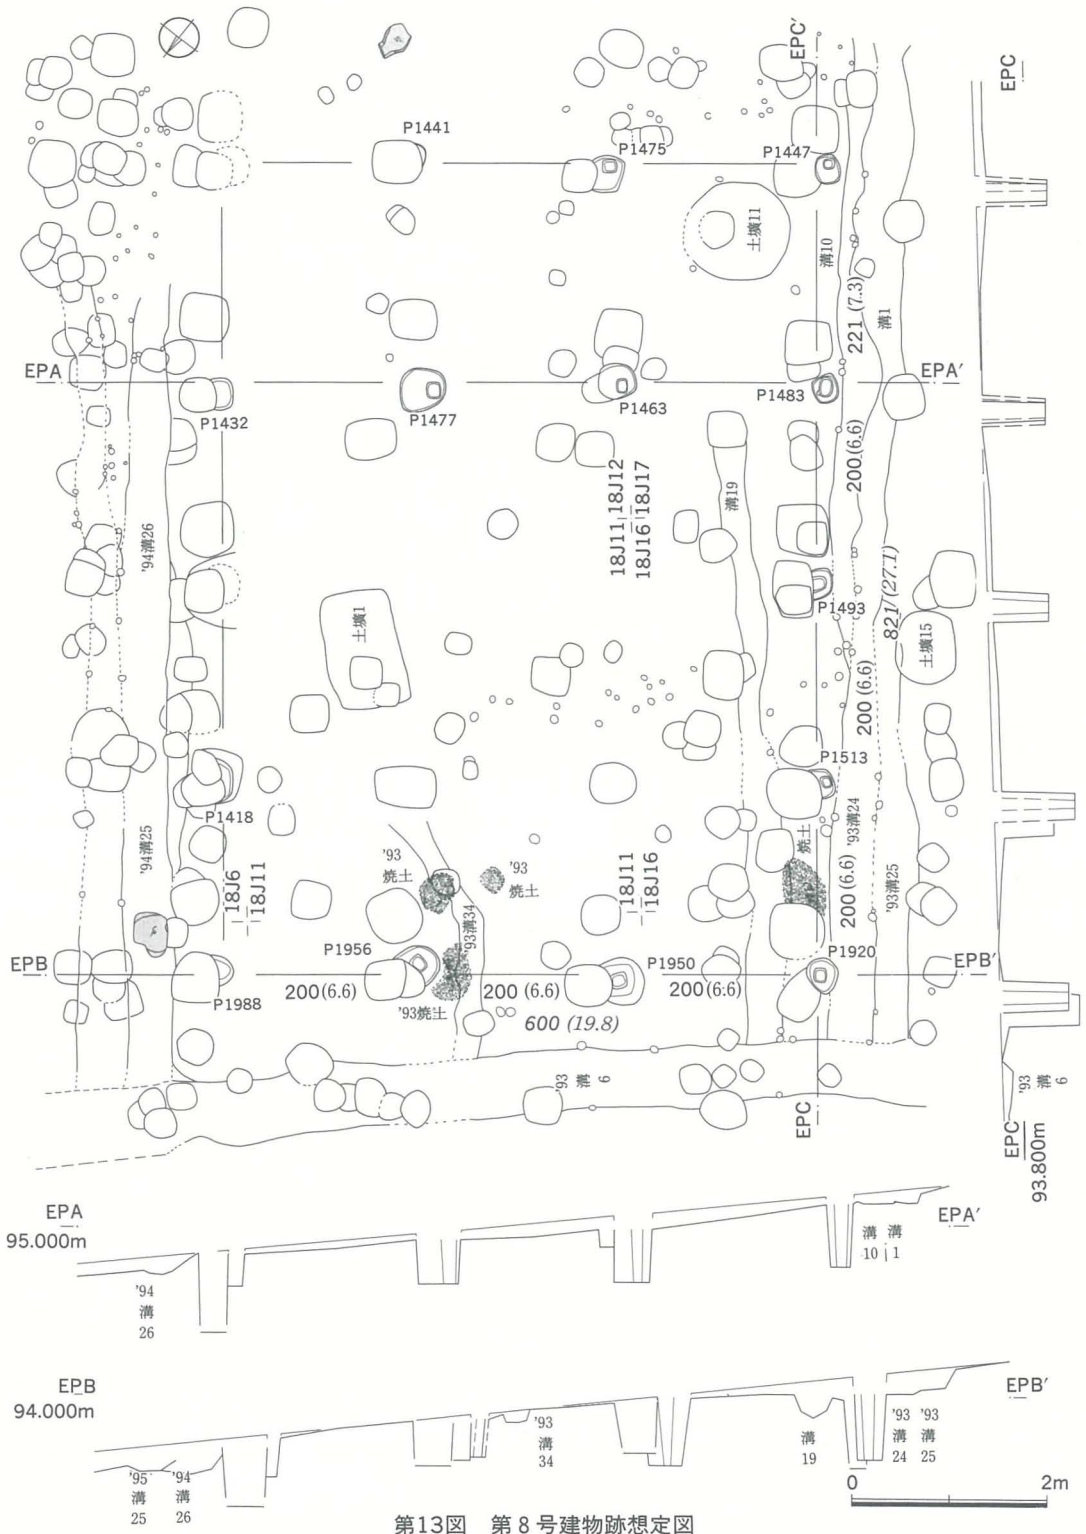 EPC′
EPC
P1441
P1475
P1447
土壙11
溝10
221 (7.3)
溝1
EPA
EPA′
P1432
P1477
P1463
P1483
200 (6.6)
溝19
18J11 18J12
18J16 18J17
'94溝26
P1493
821 (27.1)
土壙1
土壙15
200 (6.6)
P1513
P1418
'94溝25
焼土
'93溝24
'93
焼土
'93
焼土
18J6
18J11
18J11
18J16
200 (6.6)
'93溝25
'93溝34
P1956
P1950
P1920
EPB
EPB′
P1988
200 (6.6)
200 (6.6)
200 (6.6)
'93焼土
600 (19.8)
'93
溝
6
'93
溝
6
EPC
EPC
93.800m
EPA
95.000m
EPA′
溝 溝
10 1
'94
溝
26
EPB
94.000m
EPB′
'93
溝
34
溝
19
'93 '93
溝 溝
24 25
'95 '94
溝 溝
25 26
0 2m
第13図 第8号建物跡想定図